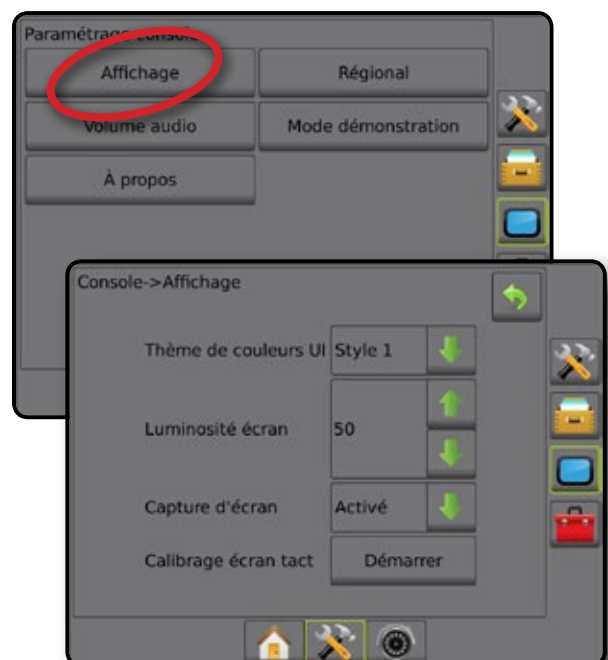 Paramétrage console
Affichage
Régional
Volume audio
Mode démonstration
À propos
Console->Affichage
Thème de couleurs UI
Style 1
Luminosité écran
50
Capture d'écran
Activé
Calibrage écran tact
Démarrer